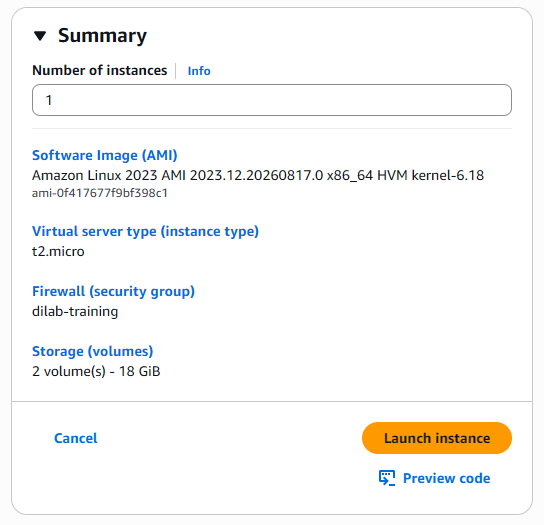 Summary
Number of instances Info
1
Software Image (AMI)
Amazon Linux 2023 AMI 2023.12.20260817.0 x86_64 HVM kernel-6.18
ami-0f417677f9bf398c1
Virtual server type (instance type)
t2.micro
Firewall (security group)
dilab-training
Storage (volumes)
2 volume(s) - 18 GiB
Cancel
Launch instance
Preview code